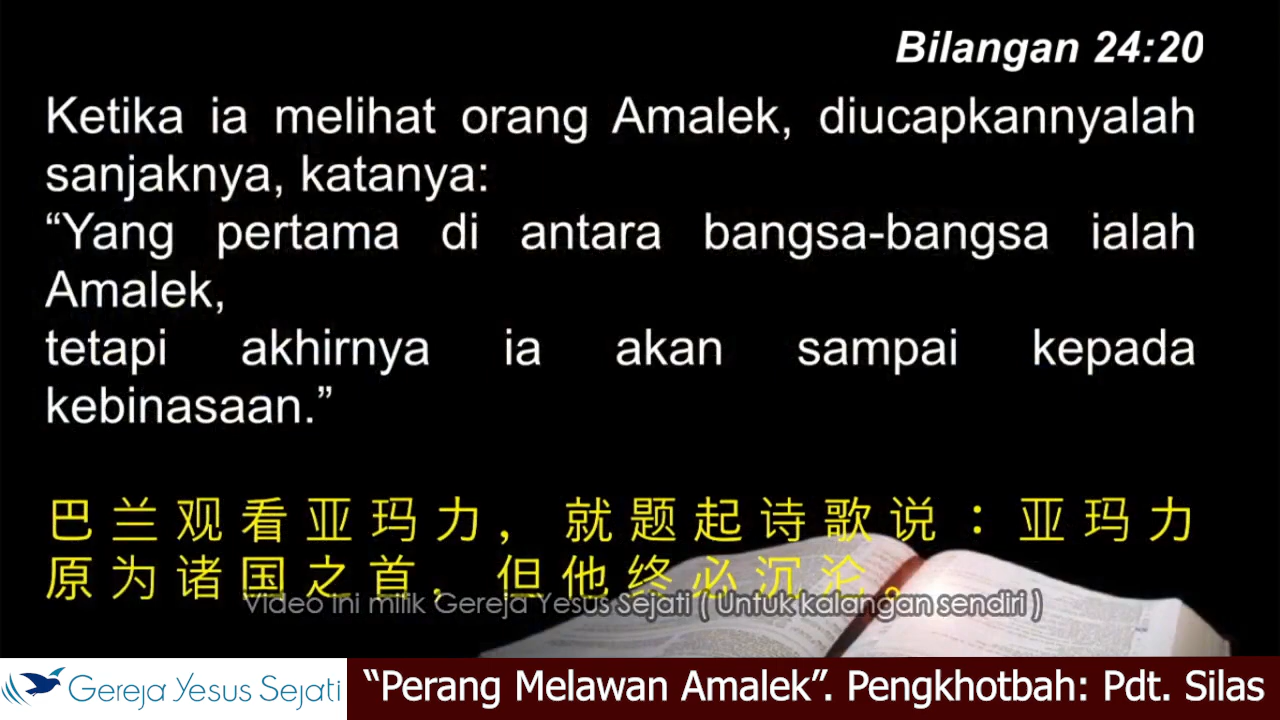 Bilangan 24:20
Ketika ia melihat orang Amalek, diucapkannyalah
sanjaknya, katanya:
“Yang pertama di antara bangsa-bangsa ialah
Amalek,
tetapi akhirnya ia akan sampai kepada
kebinasaan.”
巴兰观看亚玛力，就题起诗歌说：亚玛力
原为诸国之首，但他终必沉沦。
Video ini milik Gereja Yesus Sejati ( Untuk kalangan sendiri )
Gereja Yesus Sejati
“Perang Melawan Amalek”. Pengkhotbah: Pdt. Silas